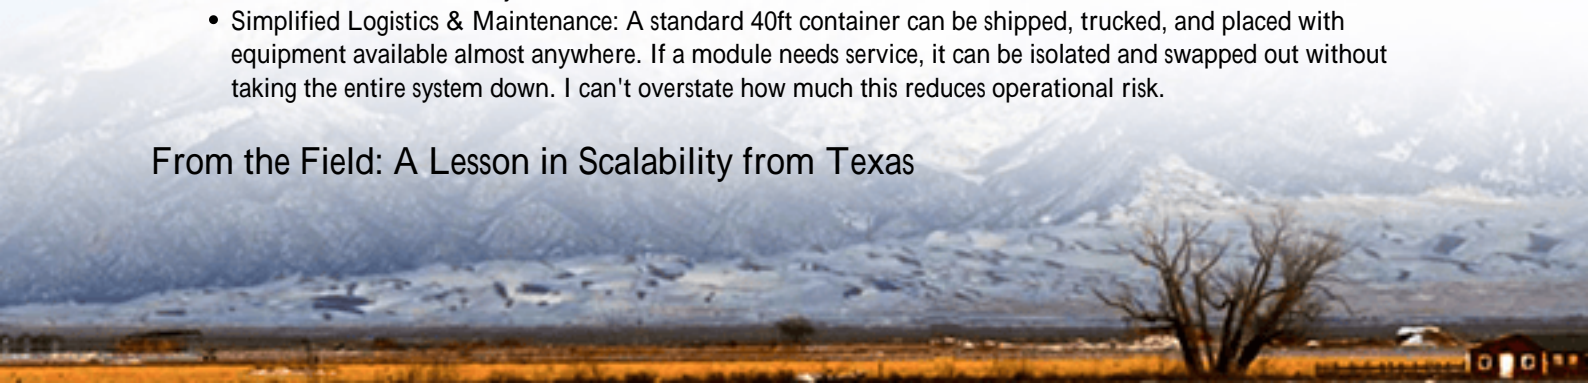 • Simplified Logistics & Maintenance: A standard 40ft container can be shipped, trucked, and placed with
equipment available almost anywhere. If a module needs service, it can be isolated and swapped out without
taking the entire system down. I can't overstate how much this reduces operational risk.
From the Field: A Lesson in Scalability from Texas